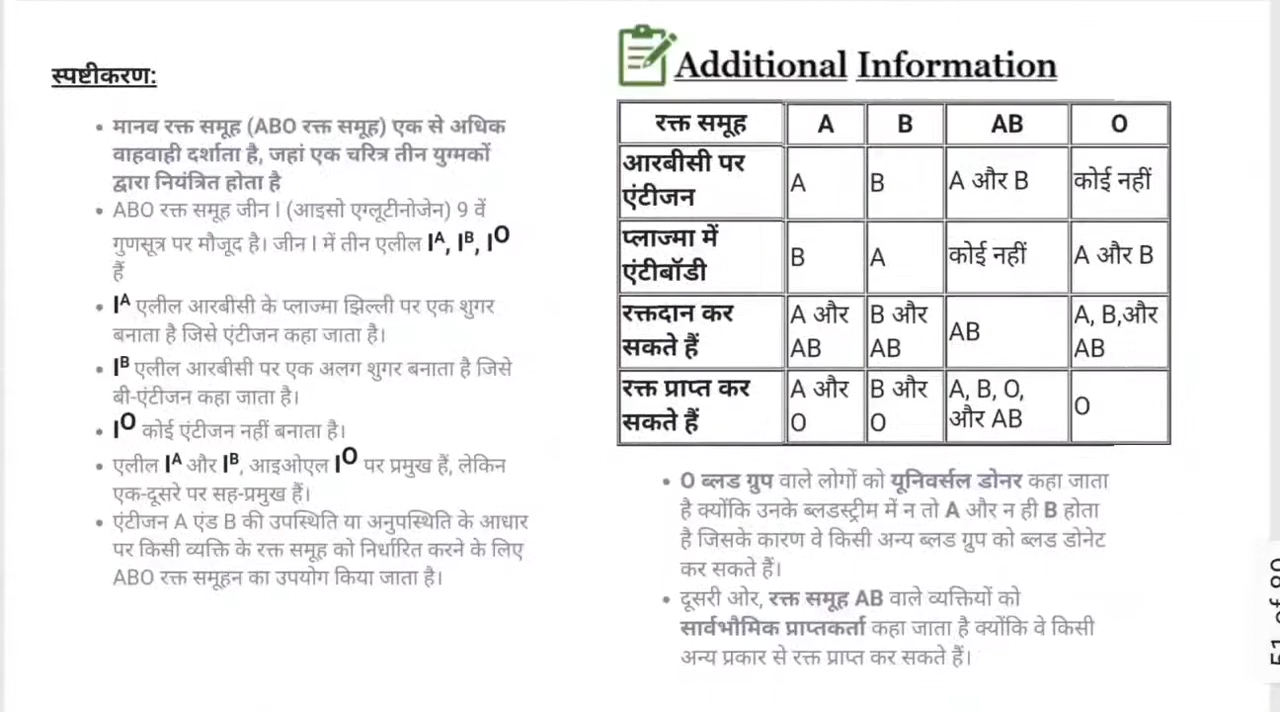 स्पष्टीकरण:
• मानव रक्त समूह (ABO रक्त समूह) एक से अधिक
वाहवाही दर्शाता है, जहां एक चरित्र तीन युग्मकों
द्वारा नियंत्रित होता है
• ABO रक्त समूह जीन I (आइसो एग्लूटीनोजेन) 9 वें
गुणसूत्र पर मौजूद है। जीन I में तीन एलील Iᴬ, Iᴮ, Iᴼ
हैं
• Iᴬ एलील आरबीसी के प्लाज्मा झिल्ली पर एक शुगर
बनाता है जिसे एंटीजन कहा जाता है।
• Iᴮ एलील आरबीसी पर एक अलग शुगर बनाता है जिसे
बी-एंटीजन कहा जाता है।
• Iᴼ कोई एंटीजन नहीं बनाता है।
• एलील Iᴬ और Iᴮ, आइओएल Iᴼ पर प्रमुख हैं, लेकिन
एक-दूसरे पर सह-प्रमुख हैं।
• एंटीजन A एंड B की उपस्थिति या अनुपस्थिति के आधार
पर किसी व्यक्ति के रक्त समूह को निर्धारित करने के लिए
ABO रक्त समूहन का उपयोग किया जाता है।
Additional Information
रक्त समूह A B AB O
आरबीसी पर
एंटीजन A B A और B कोई नहीं
प्लाज्मा में
एंटीबॉडी B A कोई नहीं A और B
रक्तदान कर A और B और AB A, B,और
सकते हैं AB AB AB
रक्त प्राप्त कर A और B और A, B, O, O
सकते हैं O O और AB
• O ब्लड ग्रुप वाले लोगों को यूनिवर्सल डोनर कहा जाता
है क्योंकि उनके ब्लडस्ट्रीम में न तो A और न ही B होता
है जिसके कारण वे किसी अन्य ब्लड ग्रुप को ब्लड डोनेट
कर सकते हैं।
• दूसरी ओर, रक्त समूह AB वाले व्यक्तियों को
सार्वभौमिक प्राप्तकर्ता कहा जाता है क्योंकि वे किसी
अन्य प्रकार से रक्त प्राप्त कर सकते हैं।